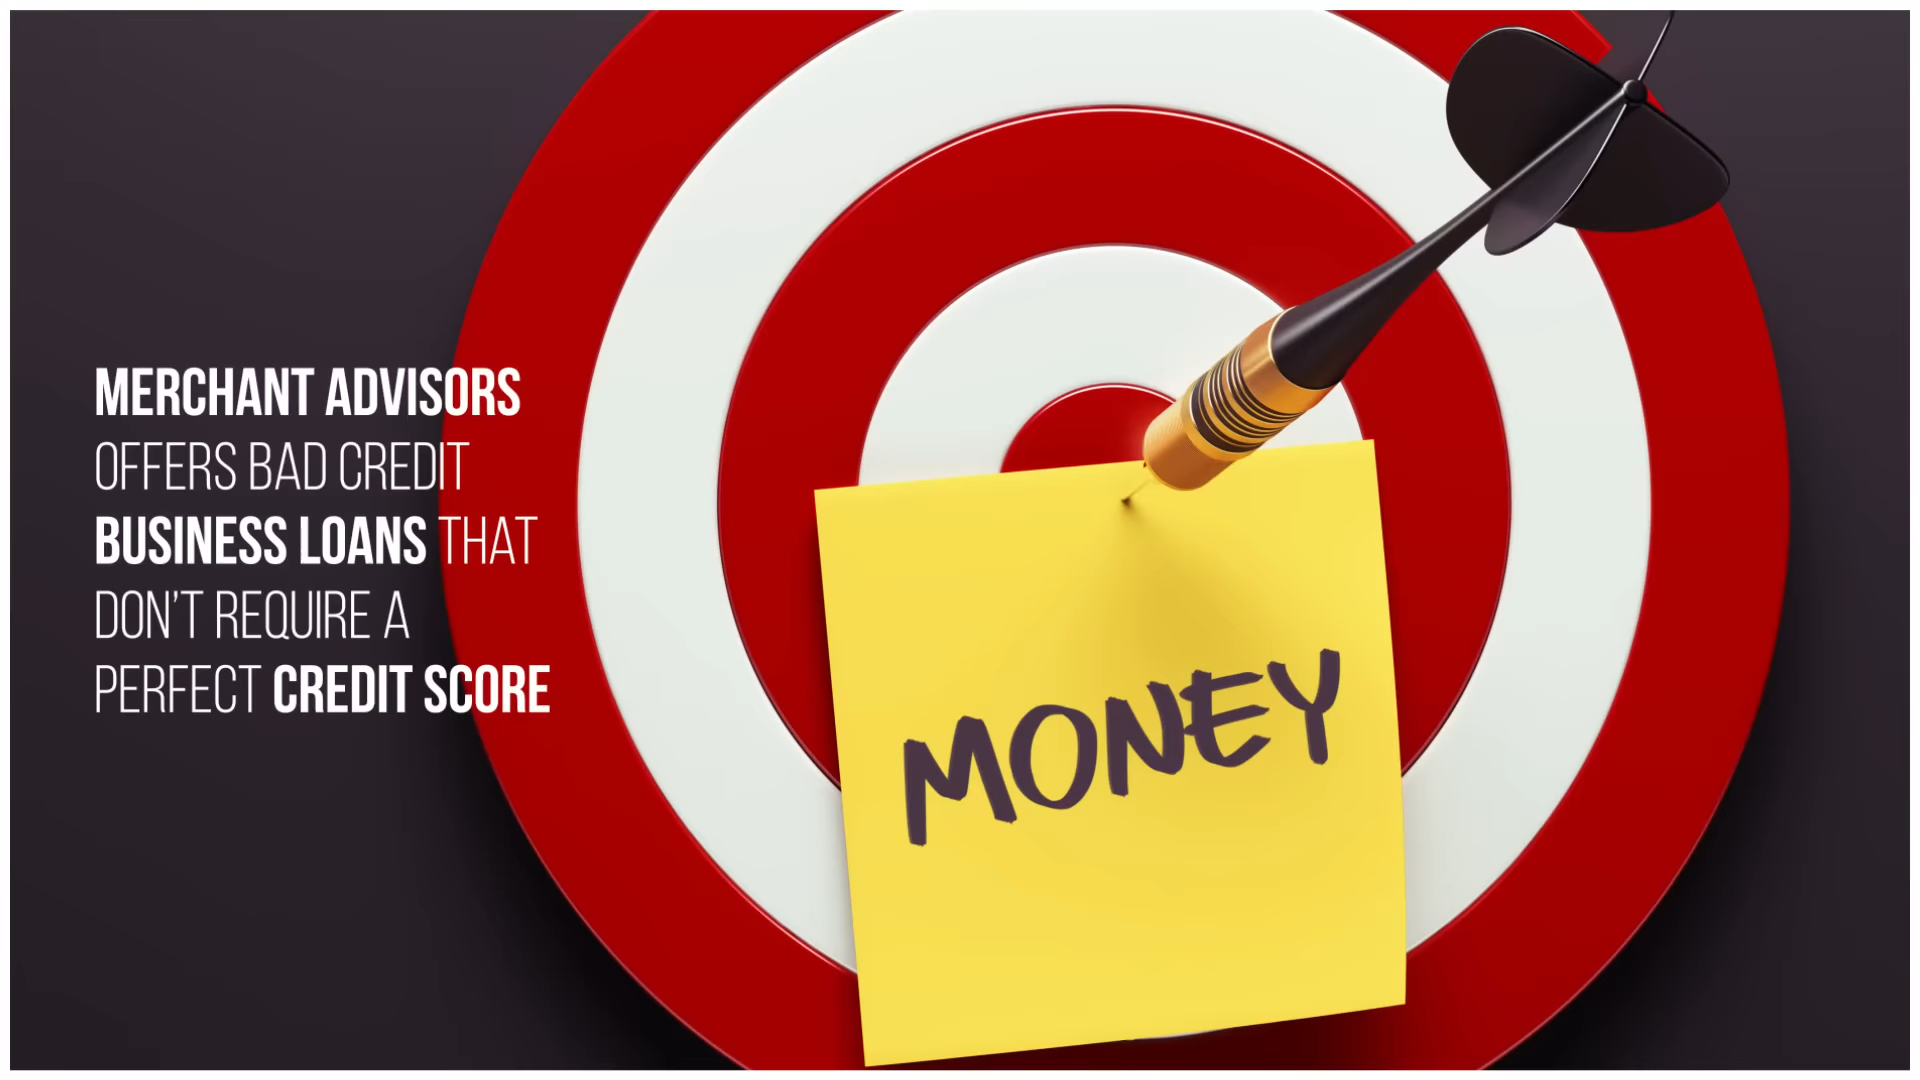 MERCHANT ADVISORS
OFFERS BAD CREDIT
BUSINESS LOANS THAT
DON'T REQUIRE A
PERFECT CREDIT SCORE
MONEY